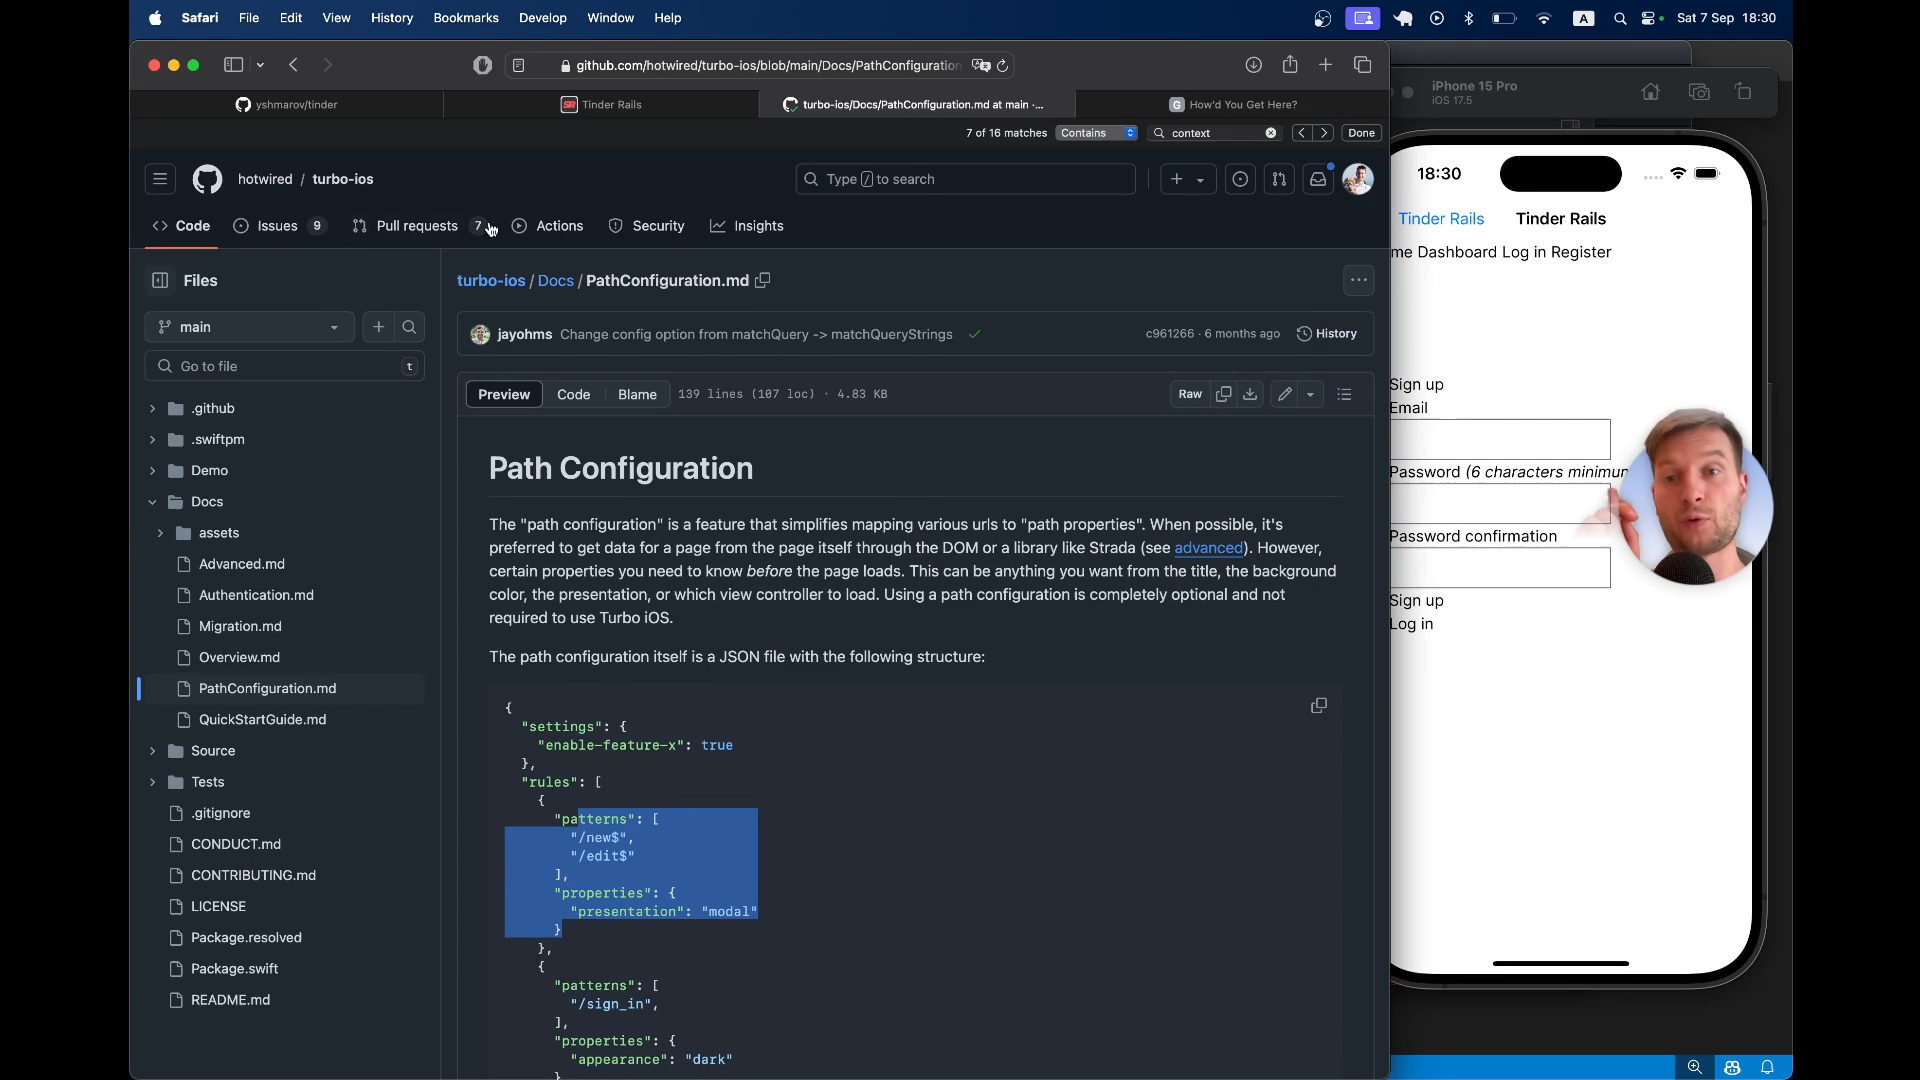 Safari File Edit View History Bookmarks Develop Window Help
A
Sat 7 Sep 18:30
github.com/hotwired/turbo-ios/blob/main/Docs/PathConfiguration
yshmarov/tinder
SR Tinder Rails
turbo-ios/Docs/PathConfiguration.md at main ·...
G How'd You Get Here?
7 of 16 matches Contains context Done
hotwired / turbo-ios
Type / to search
Code Issues 9 Pull requests 7 Actions Security Insights
Files
main
Go to file t
.github
.swiftpm
Demo
Docs
assets
Advanced.md
Authentication.md
Migration.md
Overview.md
PathConfiguration.md
QuickStartGuide.md
Source
Tests
.gitignore
CONDUCT.md
CONTRIBUTING.md
LICENSE
Package.resolved
Package.swift
README.md
turbo-ios / Docs / PathConfiguration.md
jayohms Change config option from matchQuery -> matchQueryStrings
c961266 · 6 months ago History
Preview Code Blame 139 lines (107 loc) · 4.83 KB Raw
Path Configuration
The "path configuration" is a feature that simplifies mapping various urls to "path properties". When possible, it's
preferred to get data for a page from the page itself through the DOM or a library like Strada (see advanced). However,
certain properties you need to know before the page loads. This can be anything you want from the title, the background
color, the presentation, or which view controller to load. Using a path configuration is completely optional and not
required to use Turbo iOS.
The path configuration itself is a JSON file with the following structure:
{
"settings": {
"enable-feature-x": true
},
"rules": [
{
"patterns": [
"/new$",
"/edit$"
],
"properties": {
"presentation": "modal"
}
},
{
"patterns": [
"/sign_in",
],
"properties": {
"appearance": "dark"
}
iPhone 15 Pro
iOS 17.5
18:30
Tinder Rails Tinder Rails
me Dashboard Log in Register
Sign up
Email
Password (6 characters minimum
Password confirmation
Sign up
Log in